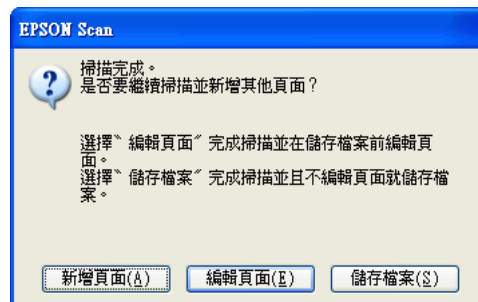 EPSON Scan
掃描完成。
是否要繼續掃描並新增其他頁面？
選擇〝編輯頁面〞完成掃描並在儲存檔案前編輯頁
面。
選擇〝儲存檔案〞完成掃描並且不編輯頁面就儲存檔
案。
新增頁面(A) 編輯頁面(E) 儲存檔案(S)